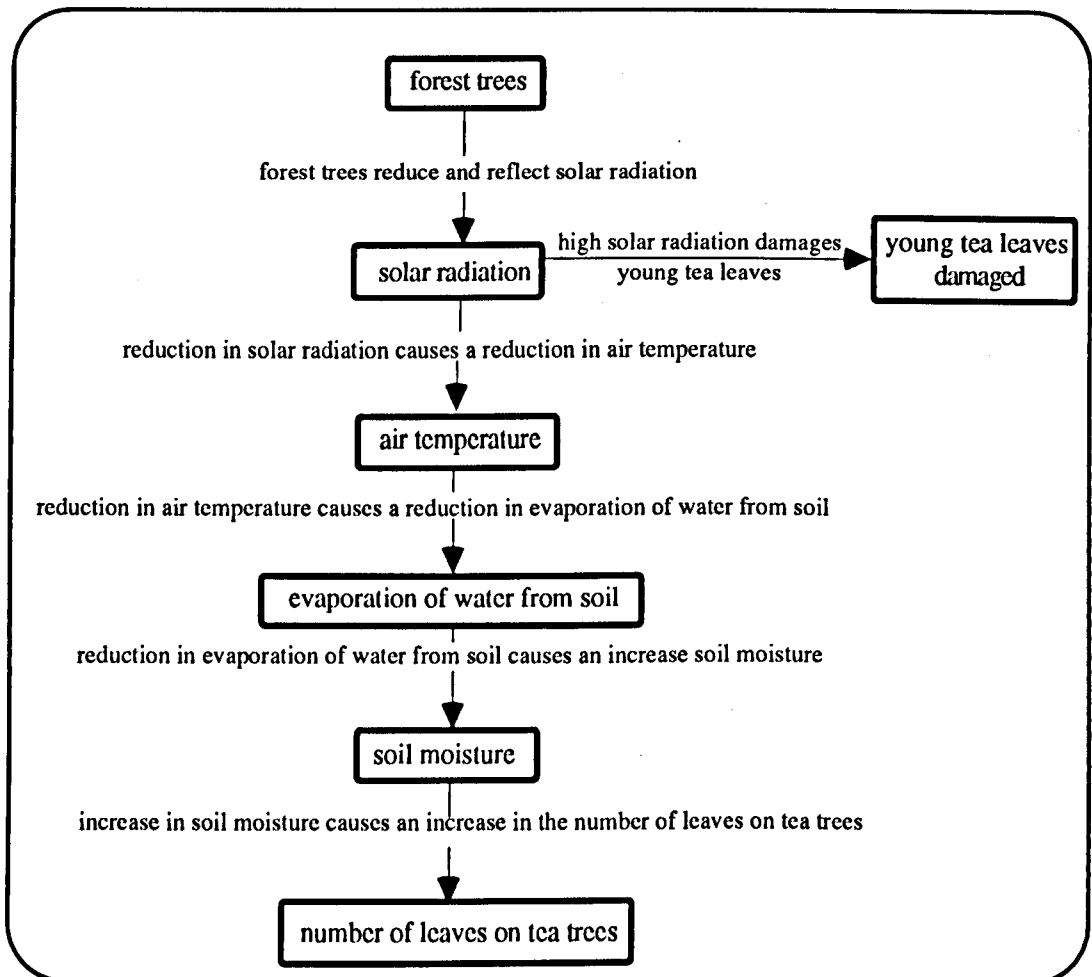 forest trees
forest trees reduce and reflect solar radiation
solar radiation
high solar radiation damages
young tea leaves
young tea leaves
damaged
reduction in solar radiation causes a reduction in air temperature
air temperature
reduction in air temperature causes a reduction in evaporation of water from soil
evaporation of water from soil
reduction in evaporation of water from soil causes an increase soil moisture
soil moisture
increase in soil moisture causes an increase in the number of leaves on tea trees
number of leaves on tea trees